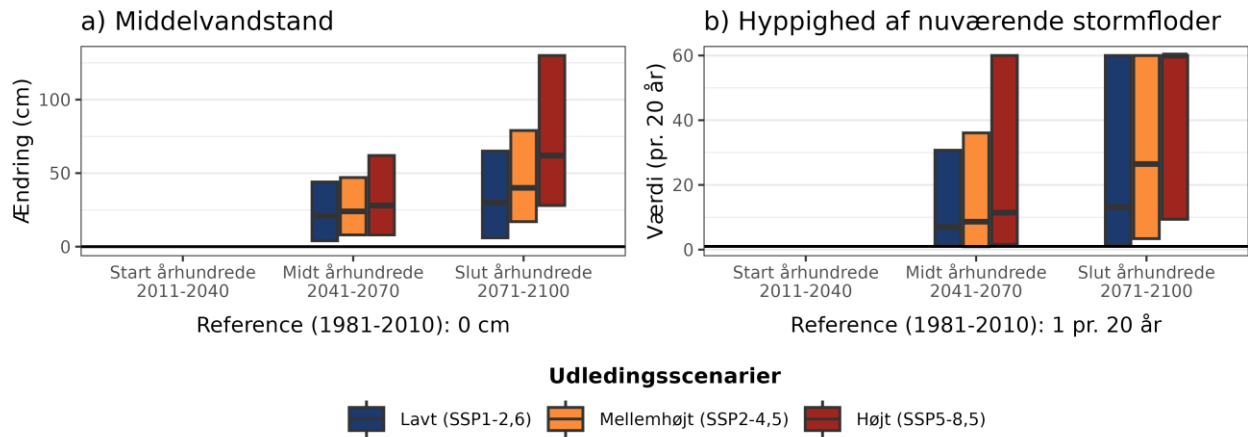 a) Middelvandstand
Ændring (cm)
100
50
0
Start århundrede
2011-2040
Midt århundrede
2041-2070
Slut århundrede
2071-2100
Reference (1981-2010): 0 cm
b) Hyppighed af nuværende stormfloder
Værdi (pr. 20 år)
60
40
20
0
Start århundrede
2011-2040
Midt århundrede
2041-2070
Slut århundrede
2071-2100
Reference (1981-2010): 1 pr. 20 år
Udledingsscenarier
Lavt (SSP1-2,6)
Mellemhøjt (SSP2-4,5)
Højt (SSP5-8,5)